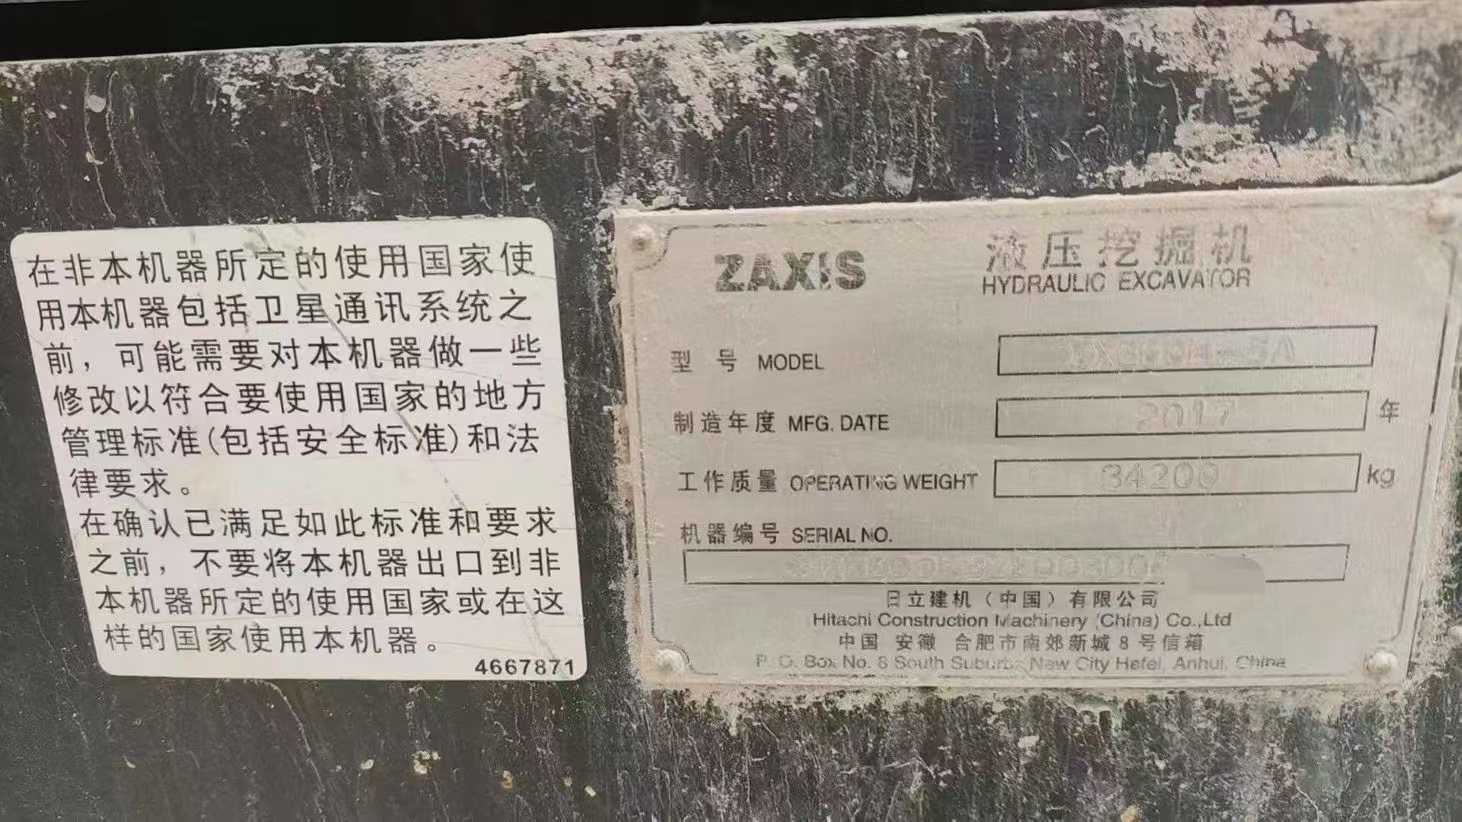 在非本机器所定的使用国家使
用本机器包括卫星通讯系统之
前，可能需要对本机器做一些
修改以符合要使用国家的地方
管理标准(包括安全标准)和法
律要求。
在确认已满足如此标准和要求
之前，不要将本机器出口到非
本机器所定的使用国家或在这
样的国家使用本机器。
4667871
ZAXIS
液压挖掘机
HYDRAULIC EXCAVATOR
型号 MODEL
制造年度 MFG. DATE 2017 年
工作质量 OPERATING WEIGHT 34200 kg
机器编号 SERIAL NO.
日立建机（中国）有限公司
Hitachi Construction Machinery (China) Co.,Ltd
中国 安徽 合肥市南郊新城8号信箱
P. O. Box No. 8 South Suburbs New City Hefei, Anhui, China